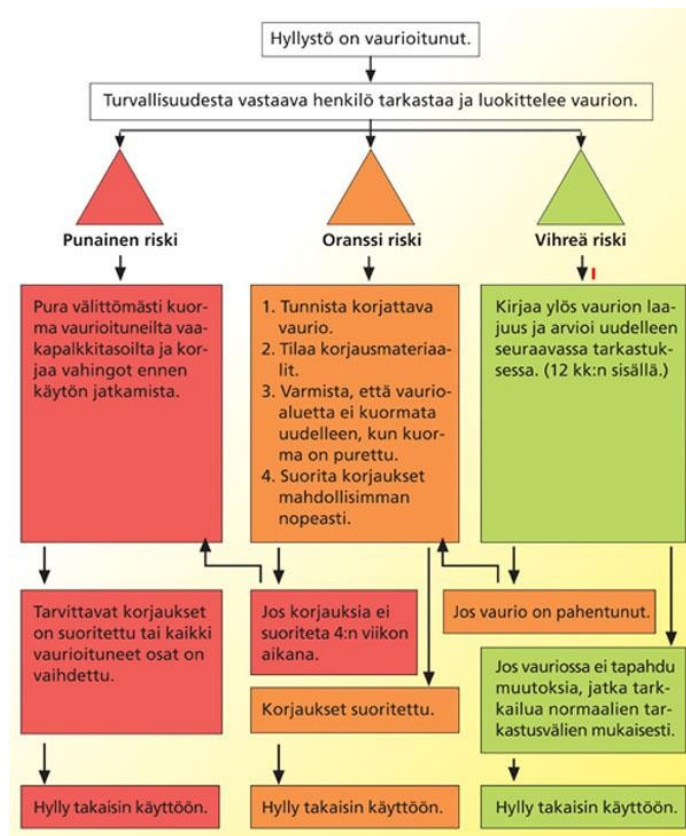 Hyllystö on vaurioitunut.
Turvallisuudesta vastaava henkilö tarkastaa ja luokittelee vaurion.
Punainen riski
Oranssi riski
Vihreä riski
Pura välittömästi kuor-
ma vaurioituneilta vaa-
kapalkkitasoilta ja kor-
jaa vahingot ennen
käytön jatkamista.
1. Tunnista korjattava
vaurio.
2. Tilaa korjausmateriaa-
lit.
3. Varmista, että vaurio-
aluetta ei kuormata
uudelleen, kun kuor-
ma on purettu.
4. Suorita korjaukset
mahdollisimman
nopeasti.
Kirjaa ylös vaurion laa-
juus ja arvioi uudelleen
seuraavassa tarkastuk-
sessa. (12 kk:n sisällä.)
Tarvittavat korjaukset
on suoritettu tai kaikki
vaurioituneet osat on
vaihdettu.
Jos korjauksia ei
suoriteta 4:n viikon
aikana.
Jos vaurio on pahentunut.
Korjaukset suoritettu.
Jos vauriossa ei tapahdu
muutoksia, jatka tark-
kailua normaalien tar-
kastusvälien mukaisesti.
Hylly takaisin käyttöön.
Hylly takaisin käyttöön.
Hylly takaisin käyttöön.